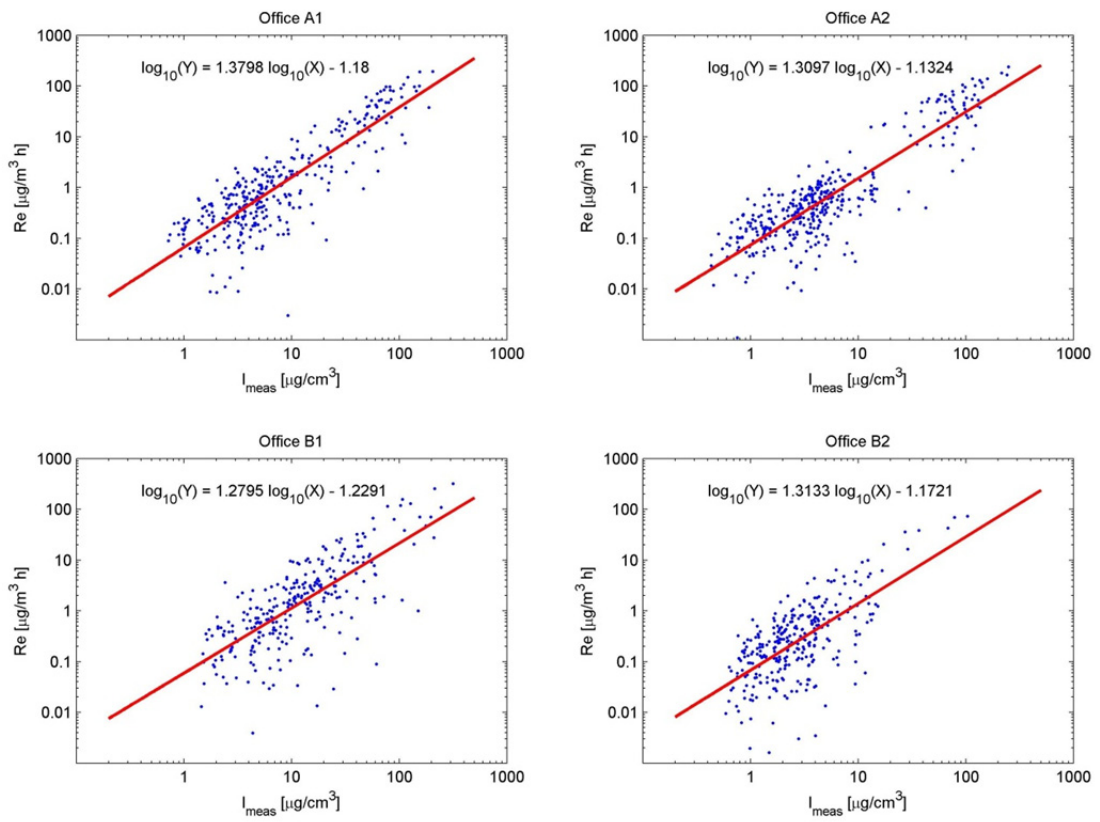 Office A1
log10(Y) = 1.3798 log10(X) - 1.18
1000
100
10
1
0.1
0.01
Re [μg/m³ h]
1 10 100 1000
Imeas [μg/cm³]
Office A2
log10(Y) = 1.3097 log10(X) - 1.1324
1000
100
10
1
0.1
0.01
Re [μg/m³ h]
1 10 100 1000
Imeas [μg/cm³]
Office B1
log10(Y) = 1.2795 log10(X) - 1.2291
1000
100
10
1
0.1
0.01
Re [μg/m³ h]
1 10 100 1000
Imeas [μg/cm³]
Office B2
log10(Y) = 1.3133 log10(X) - 1.1721
1000
100
10
1
0.1
0.01
Re [μg/m³ h]
1 10 100 1000
Imeas [μg/cm³]